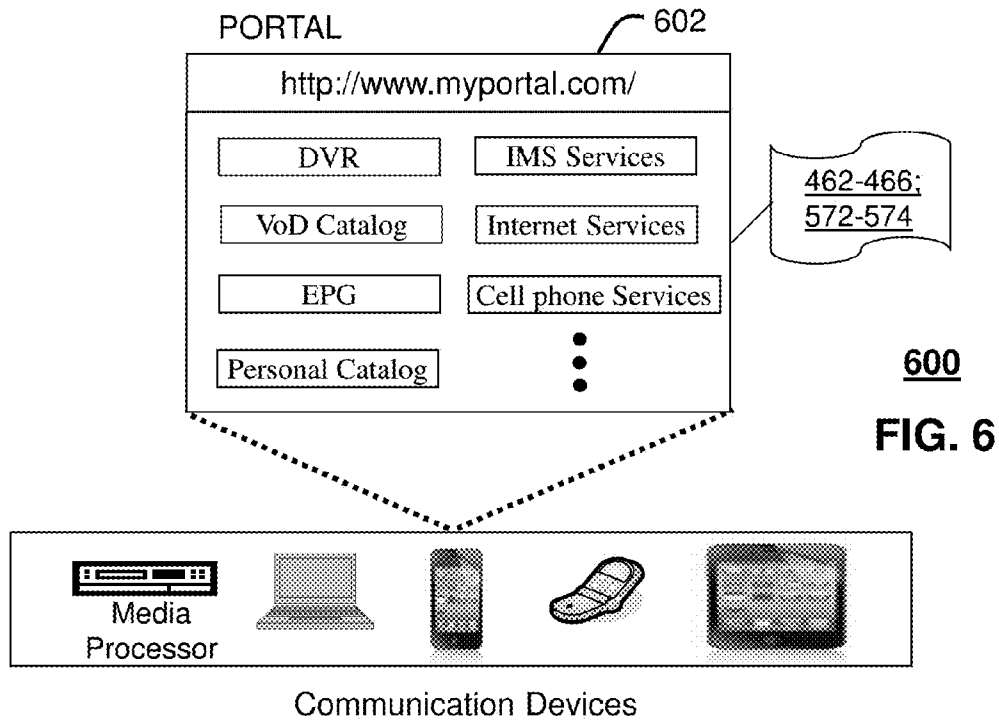 PORTAL
602
http://www.myportal.com/
DVR
IMS Services
VoD Catalog
Internet Services
EPG
Cell phone Services
Personal Catalog
462-466;
572-574
600
FIG. 6
Media
Processor
Communication Devices